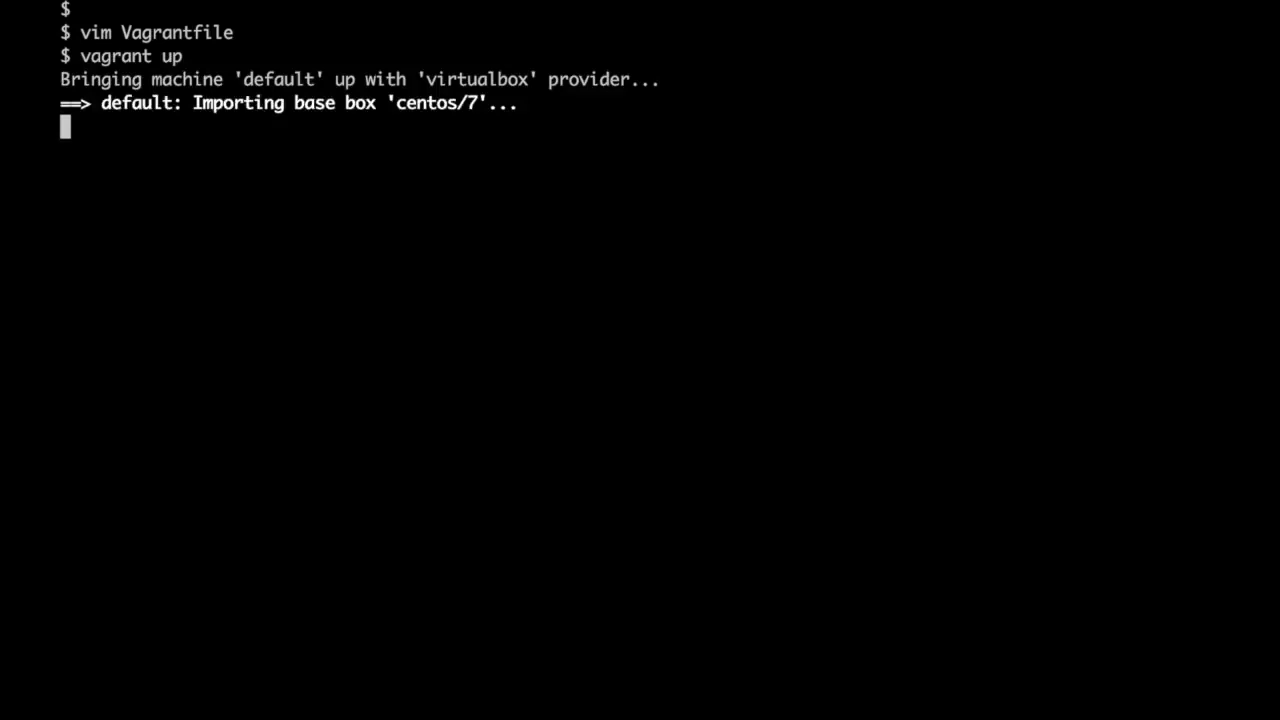 $
$ vim Vagrantfile
$ vagrant up
Bringing machine 'default' up with 'virtualbox' provider...
==> default: Importing base box 'centos/7'...